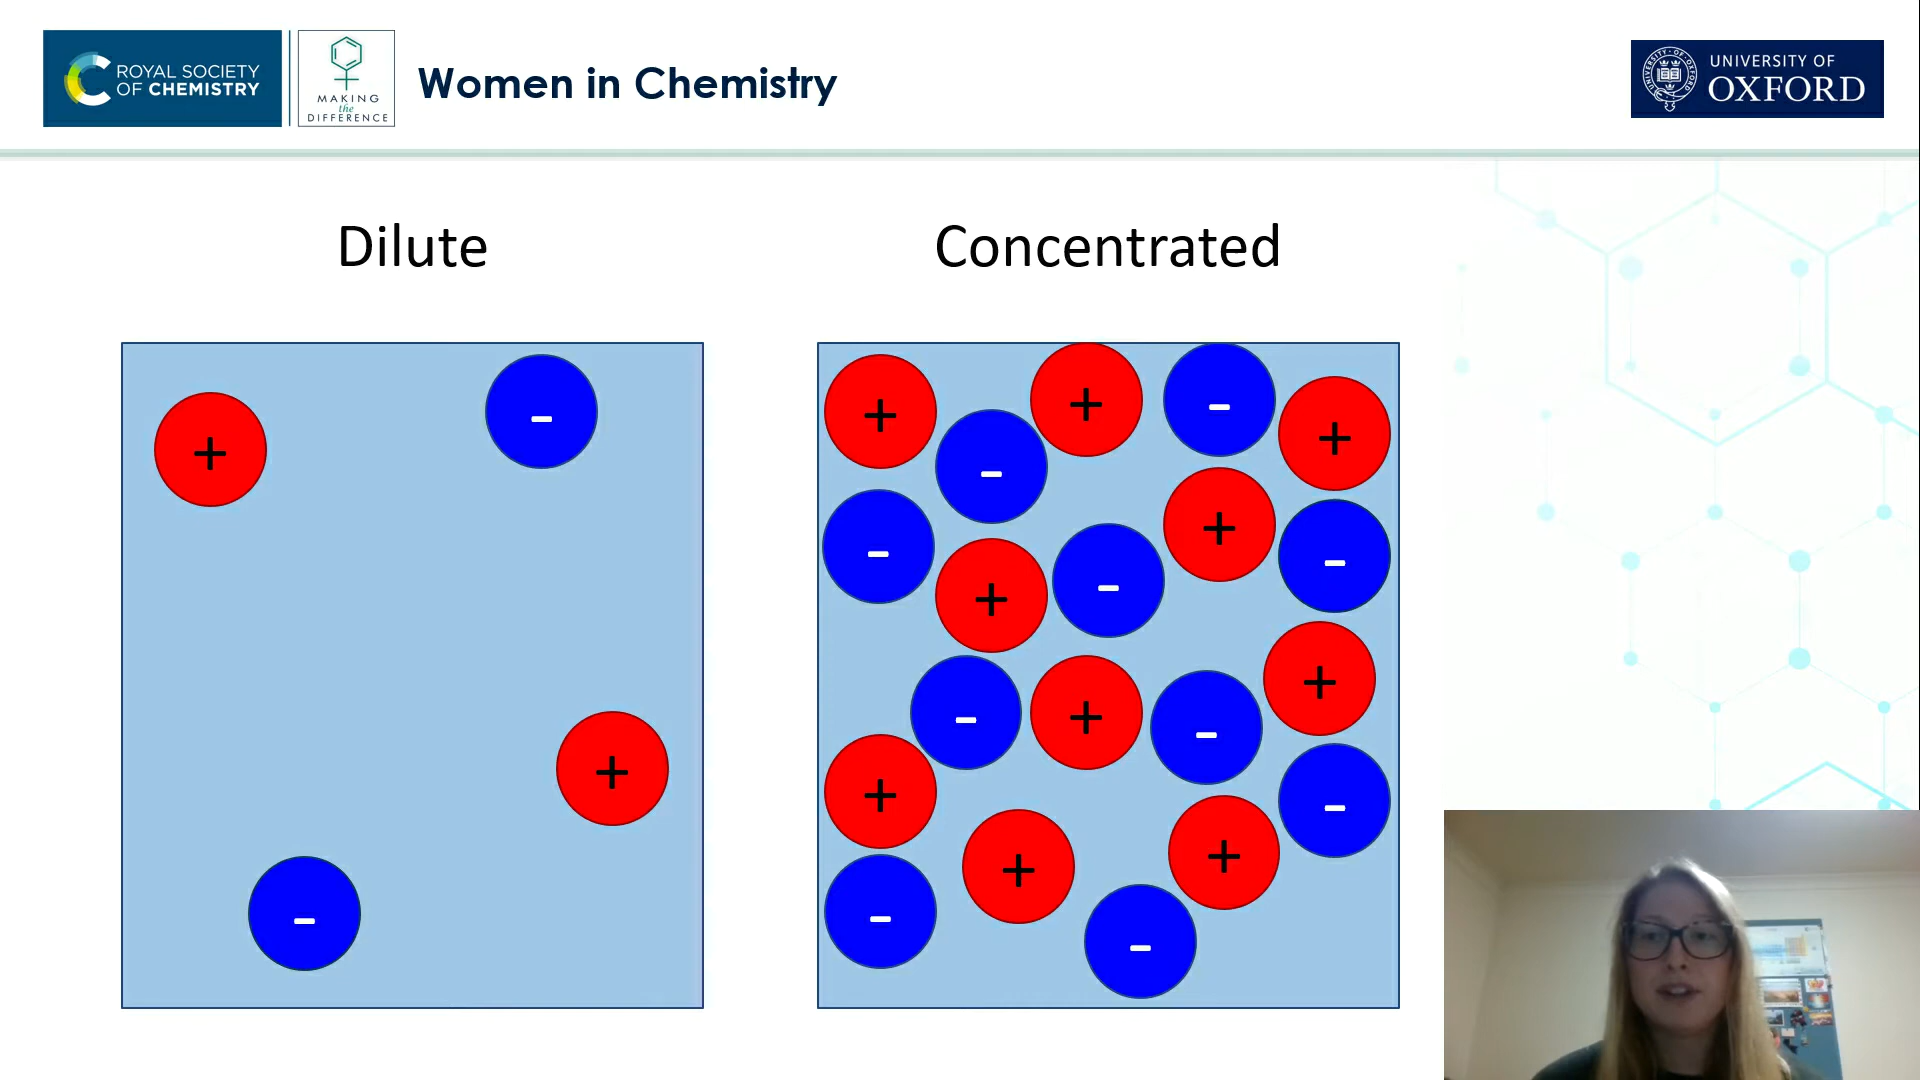 ROYAL SOCIETY
OF CHEMISTRY
MAKING
the
DIFFERENCE
Women in Chemistry
UNIVERSITY OF
OXFORD
Dilute
Concentrated
+
-
+
-
+
+
-
+
-
-
+
-
+
-
-
+
-
+
+
-
+
+
-
-